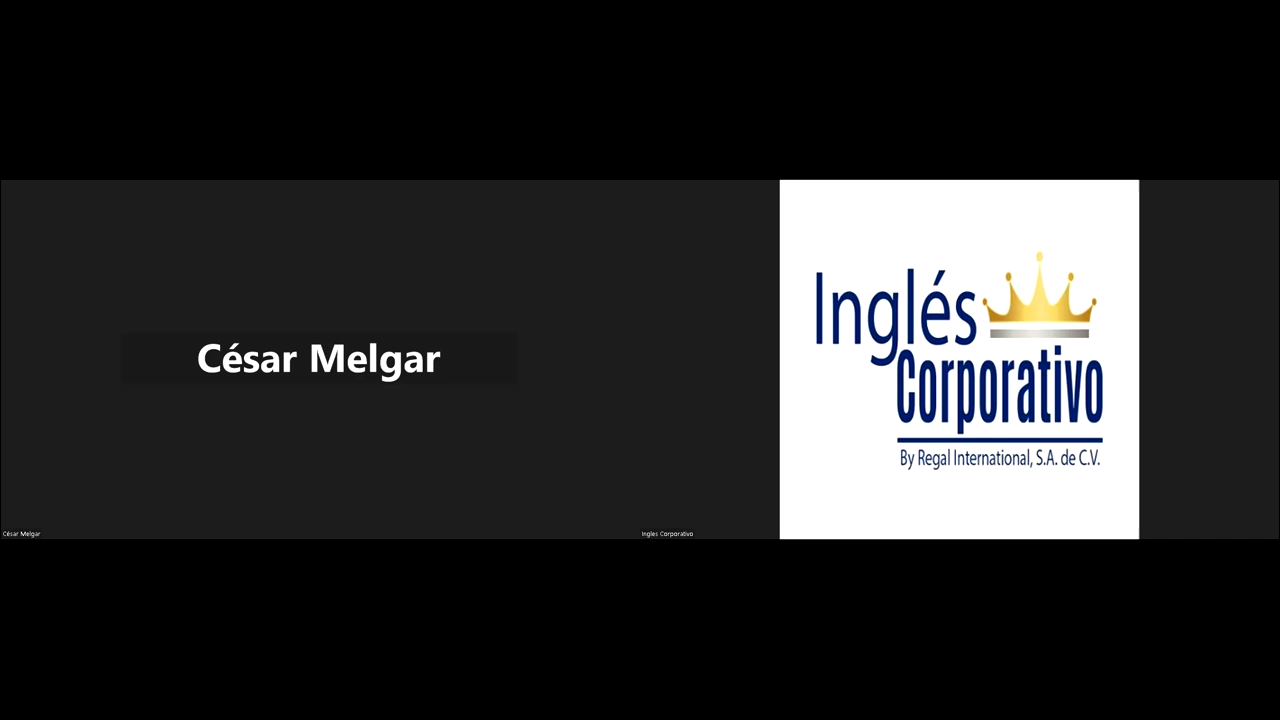 César Melgar
Inglés
Corporativo
By Regal International, S.A. de C.V.
César Melgar
Ingles Corporativo